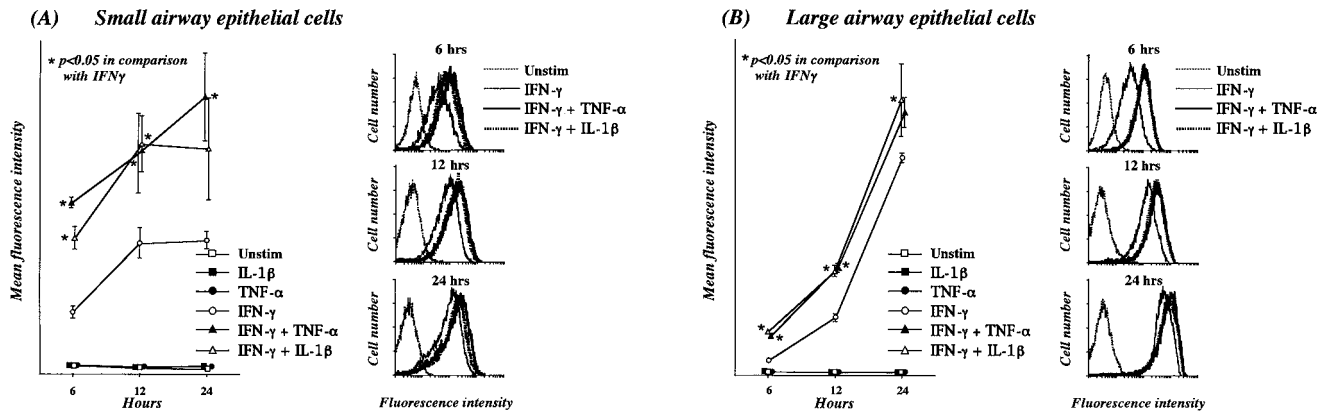 (A) Small airway epithelial cells
* p<0.05 in comparison
with IFNγ
Mean fluorescence intensity
6 12 24
Hours
Unstim
IL-1β
TNF-α
IFN-γ
IFN-γ + TNF-α
IFN-γ + IL-1β
6 hrs
Cell number
12 hrs
Cell number
24 hrs
Cell number
Fluorescence intensity
Unstim
IFN-γ
IFN-γ + TNF-α
IFN-γ + IL-1β
(B) Large airway epithelial cells
* p<0.05 in comparison
with IFNγ
Mean fluorescence intensity
6 12 24
Hours
Unstim
IL-1β
TNF-α
IFN-γ
IFN-γ + TNF-α
IFN-γ + IL-1β
6 hrs
Cell number
12 hrs
Cell number
24 hrs
Cell number
Fluorescence intensity
Unstim
IFN-γ
IFN-γ + TNF-α
IFN-γ + IL-1β